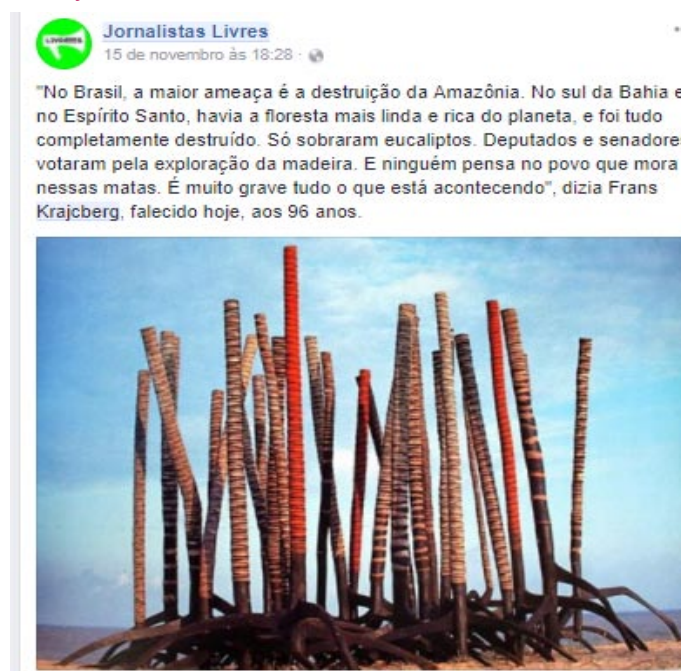 Jornalistas Livres
15 de novembro às 18:28
"No Brasil, a maior ameaça é a destruição da Amazônia. No sul da Bahia e
no Espírito Santo, havia a floresta mais linda e rica do planeta, e foi tudo
completamente destruído. Só sobraram eucaliptos. Deputados e senadores
votaram pela exploração da madeira. E ninguém pensa no povo que mora
nessas matas. É muito grave tudo o que está acontecendo", dizia Frans
Krajcberg, falecido hoje, aos 96 anos.